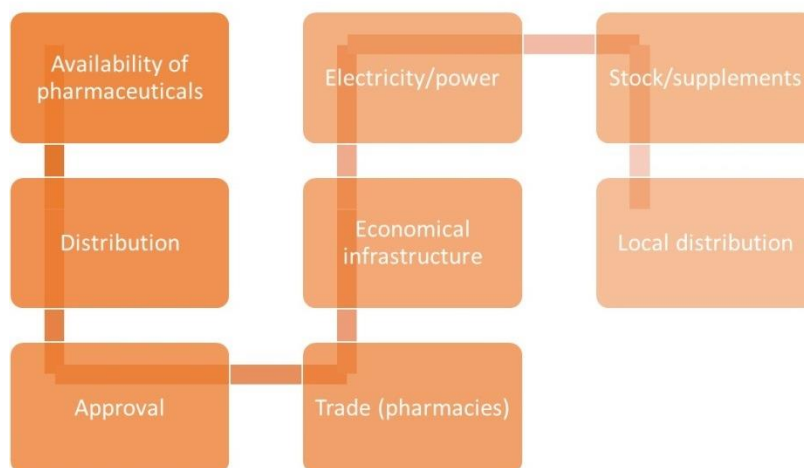 Availability of
pharmaceuticals
Distribution
Approval
Trade (pharmacies)
Economical
infrastructure
Electricity/power
Stock/supplements
Local distribution